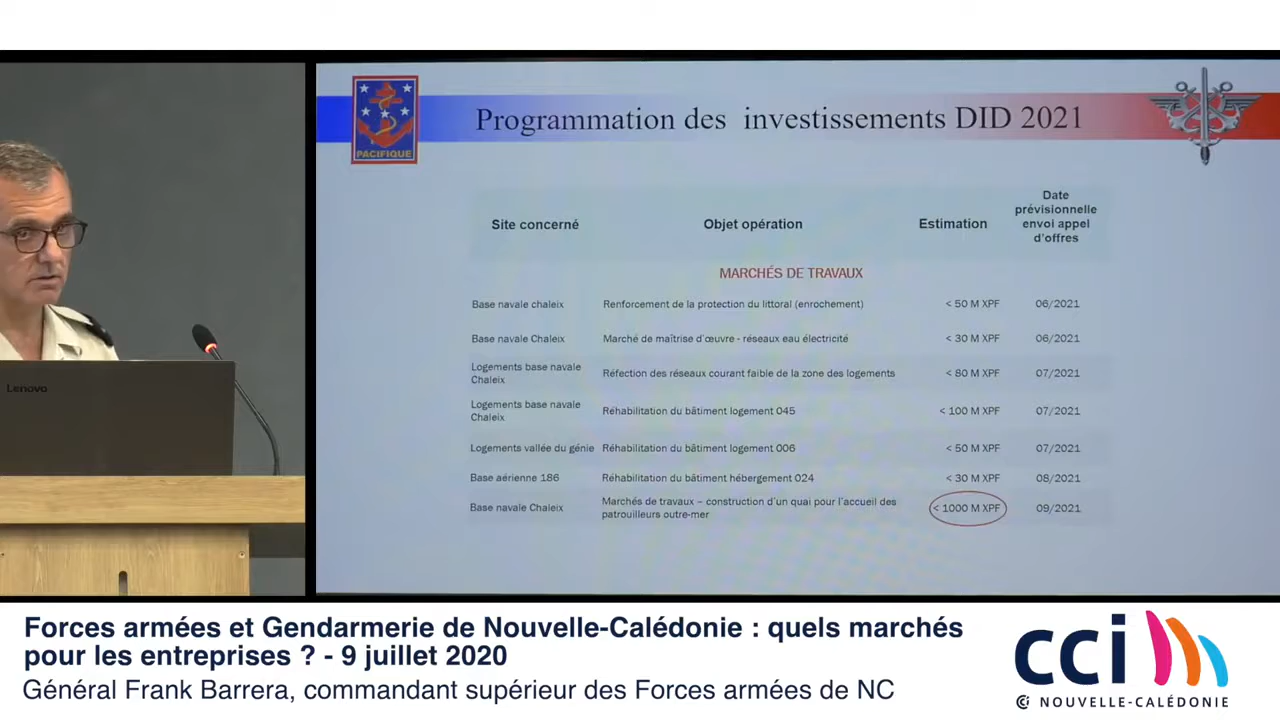 PACIFIQUE
Programmation des investissements DID 2021
Site concerné
Objet opération
Estimation
Date
prévisionnelle
envoi appel
d'offres
MARCHÉS DE TRAVAUX
Base navale chaleix Renforcement de la protection du littoral (enrochement) < 50 M XPF 06/2021
Base navale Chaleix Marché de maîtrise d'œuvre - réseaux eau électricité < 30 M XPF 06/2021
Logements base navale
Chaleix
Réfection des réseaux courant faible de la zone des logements < 80 M XPF 07/2021
Logements base navale
Chaleix
Réhabilitation du bâtiment logement 045 < 100 M XPF 07/2021
Logements vallée du génie Réhabilitation du bâtiment logement 006 < 50 M XPF 07/2021
Base aérienne 186 Réhabilitation du bâtiment hébergement 024 < 30 M XPF 08/2021
Base navale Chaleix
Marchés de travaux – construction d'un quai pour l'accueil des
patrouilleurs outre-mer
< 1000 M XPF 09/2021
Lenovo
Forces armées et Gendarmerie de Nouvelle-Calédonie : quels marchés
pour les entreprises ? - 9 juillet 2020
Général Frank Barrera, commandant supérieur des Forces armées de NC
cci
NOUVELLE-CALÉDONIE